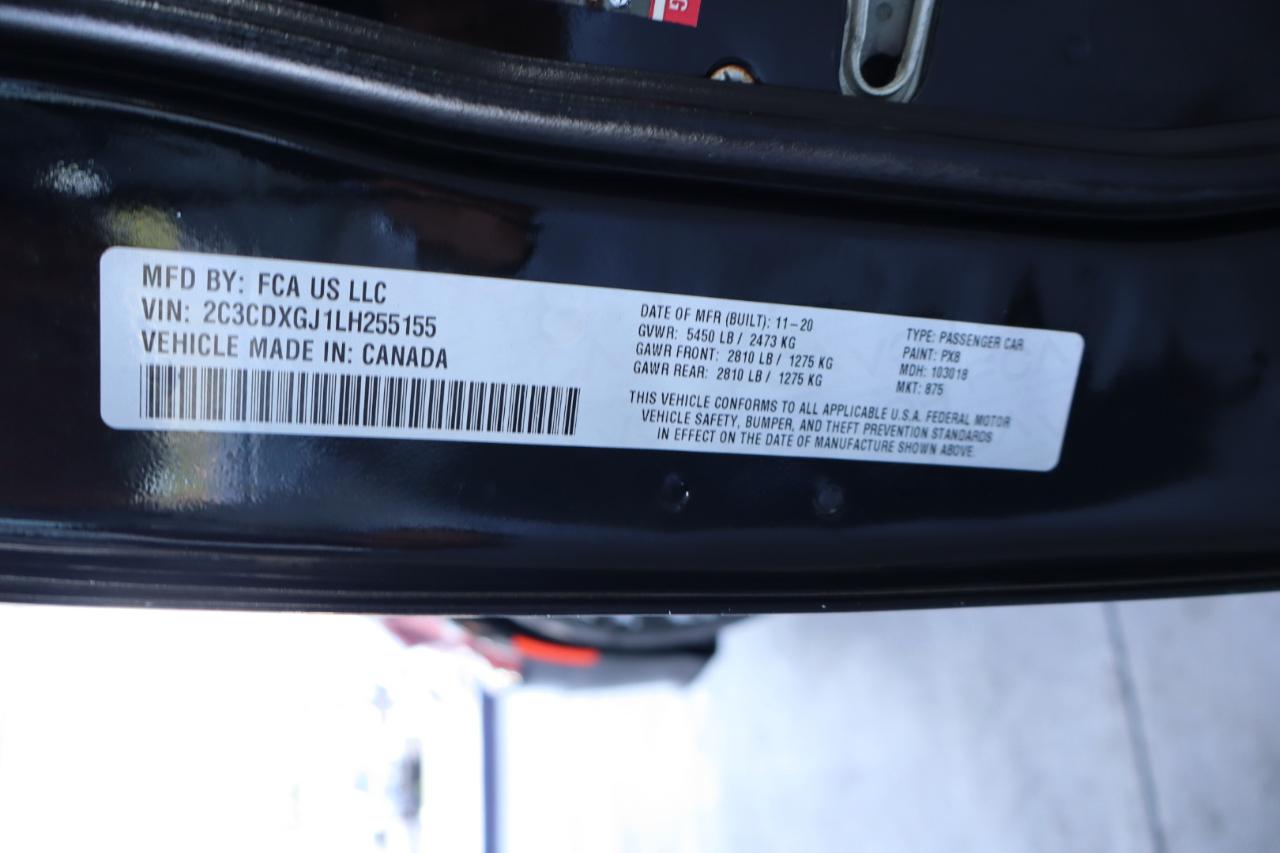 G
MFD BY: FCA US LLC
VIN: 2C3CDXGJ1LH255155
VEHICLE MADE IN: CANADA
DATE OF MFR (BUILT): 11-20
GVWR: 5450 LB / 2473 KG
GAWR FRONT: 2810 LB / 1275 KG
GAWR REAR: 2810 LB / 1275 KG
TYPE: PASSENGER CAR
PAINT: PX8
MDH: 103018
MKT: 875
THIS VEHICLE CONFORMS TO ALL APPLICABLE U.S.A. FEDERAL MOTOR
VEHICLE SAFETY, BUMPER, AND THEFT PREVENTION STANDARDS
IN EFFECT ON THE DATE OF MANUFACTURE SHOWN ABOVE.